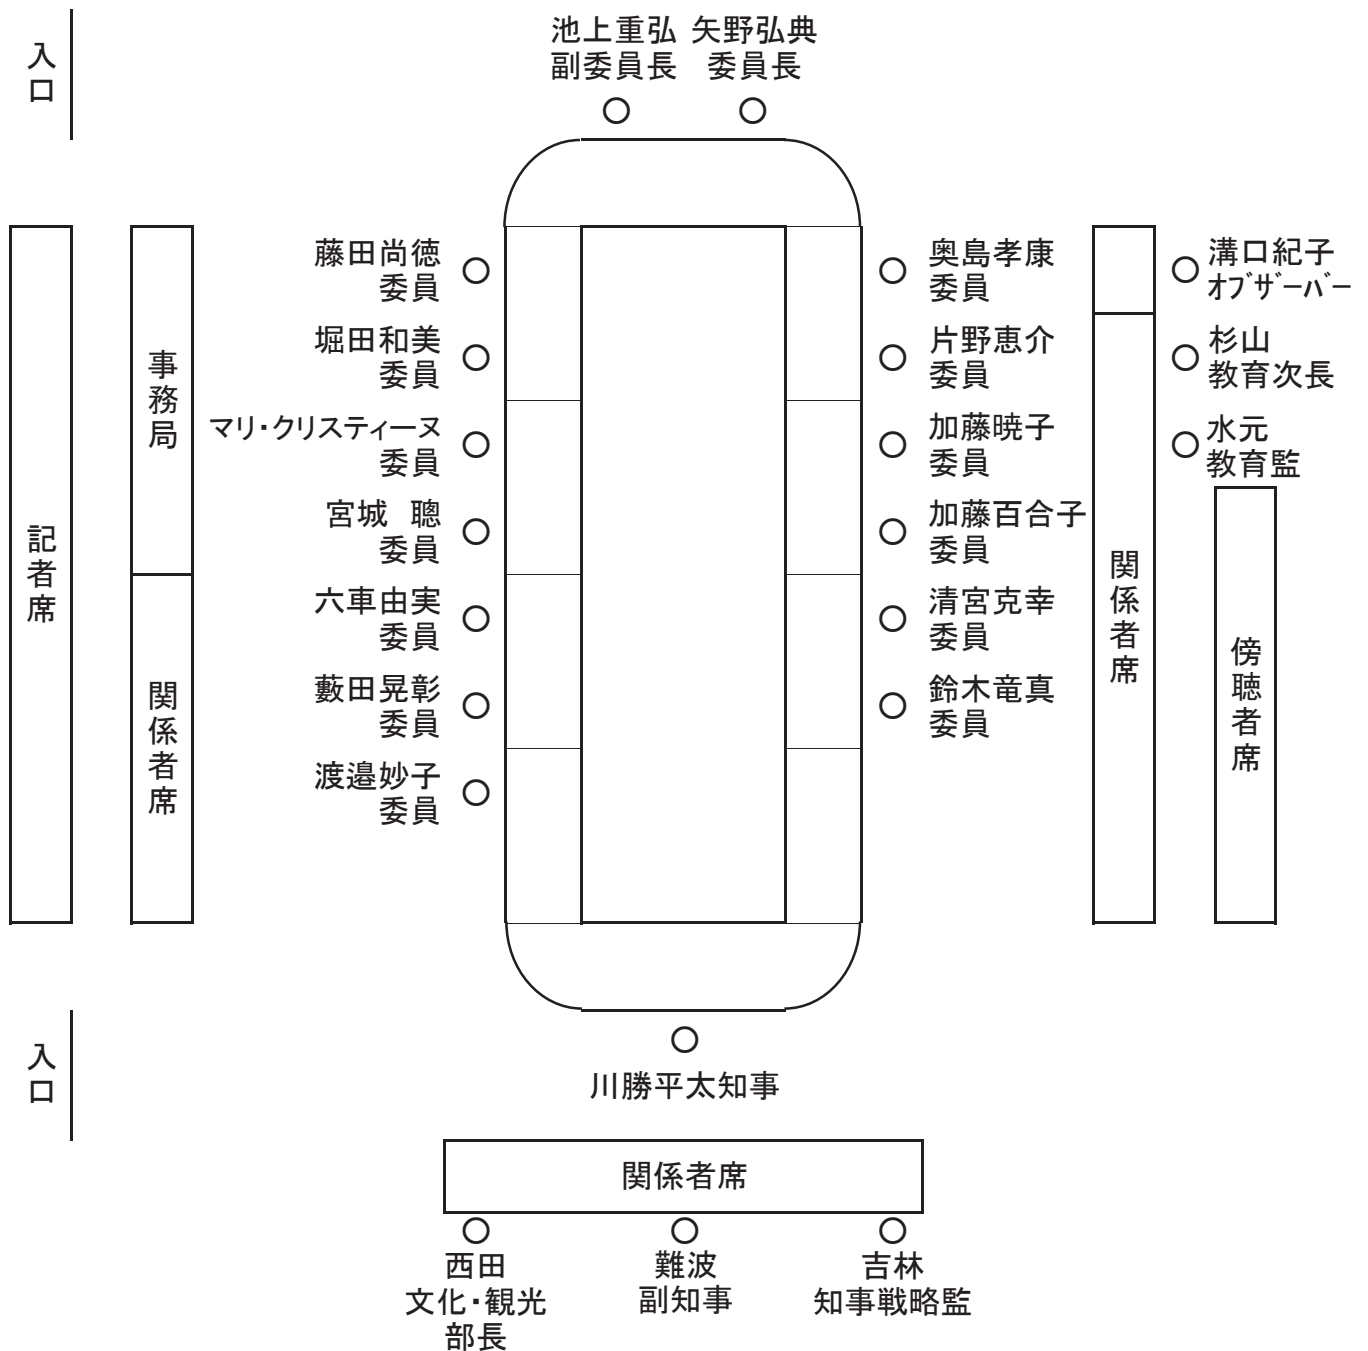 入口
池上重弘
副委員長
矢野弘典
委員長
記者席
事務局
関係者席
藤田尚徳
委員
堀田和美
委員
マリ・クリスティーヌ
委員
宮城　聰
委員
六車由実
委員
藪田晃彰
委員
渡邉妙子
委員
奥島孝康
委員
片野恵介
委員
加藤暁子
委員
加藤百合子
委員
清宮克幸
委員
鈴木竜真
委員
関係者席
溝口紀子
ｵﾌﾞｻﾞｰﾊﾞｰ
杉山
教育次長
水元
教育監
傍聴者席
入口
川勝平太知事
関係者席
西田
文化・観光
部長
難波
副知事
吉林
知事戦略監